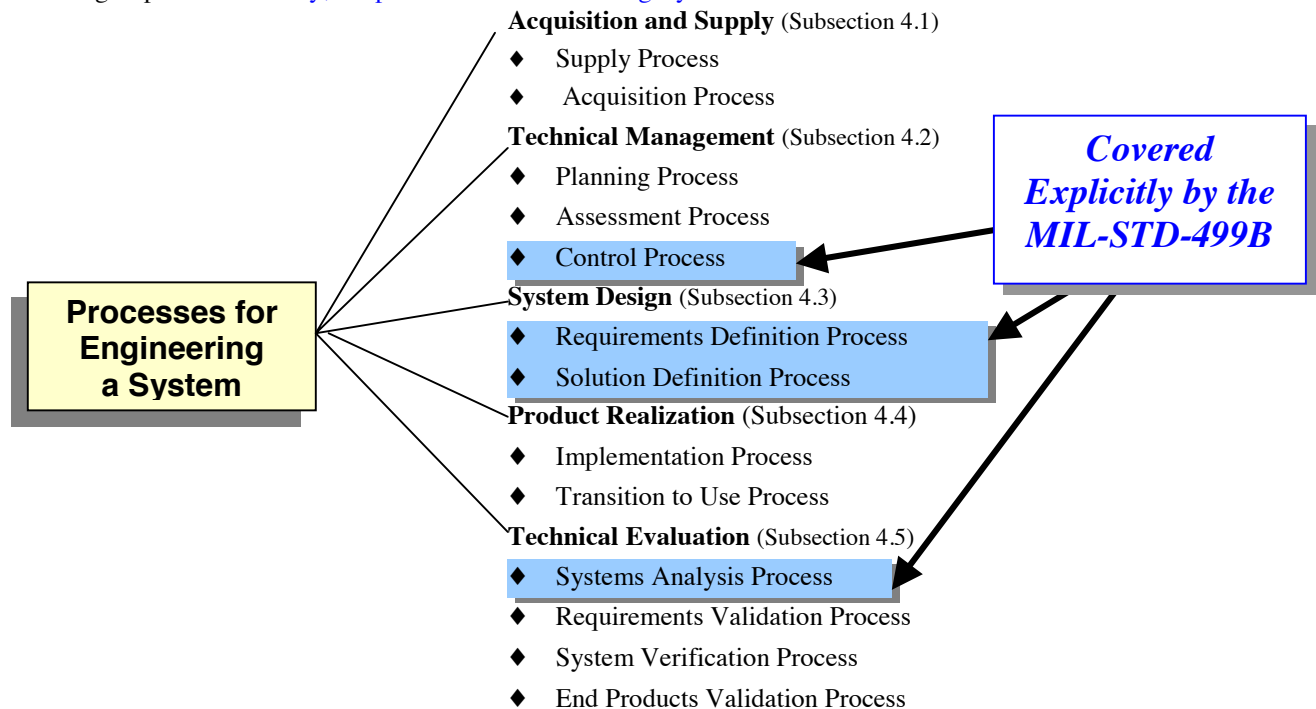 Acquisition and Supply (Subsection 4.1)
♦ Supply Process
♦ Acquisition Process
Technical Management (Subsection 4.2)
♦ Planning Process
♦ Assessment Process
♦ Control Process
System Design (Subsection 4.3)
♦ Requirements Definition Process
♦ Solution Definition Process
Product Realization (Subsection 4.4)
♦ Implementation Process
♦ Transition to Use Process
Technical Evaluation (Subsection 4.5)
♦ Systems Analysis Process
♦ Requirements Validation Process
♦ System Verification Process
♦ End Products Validation Process
Processes for
Engineering
a System
Covered
Explicitly by the
MIL-STD-499B